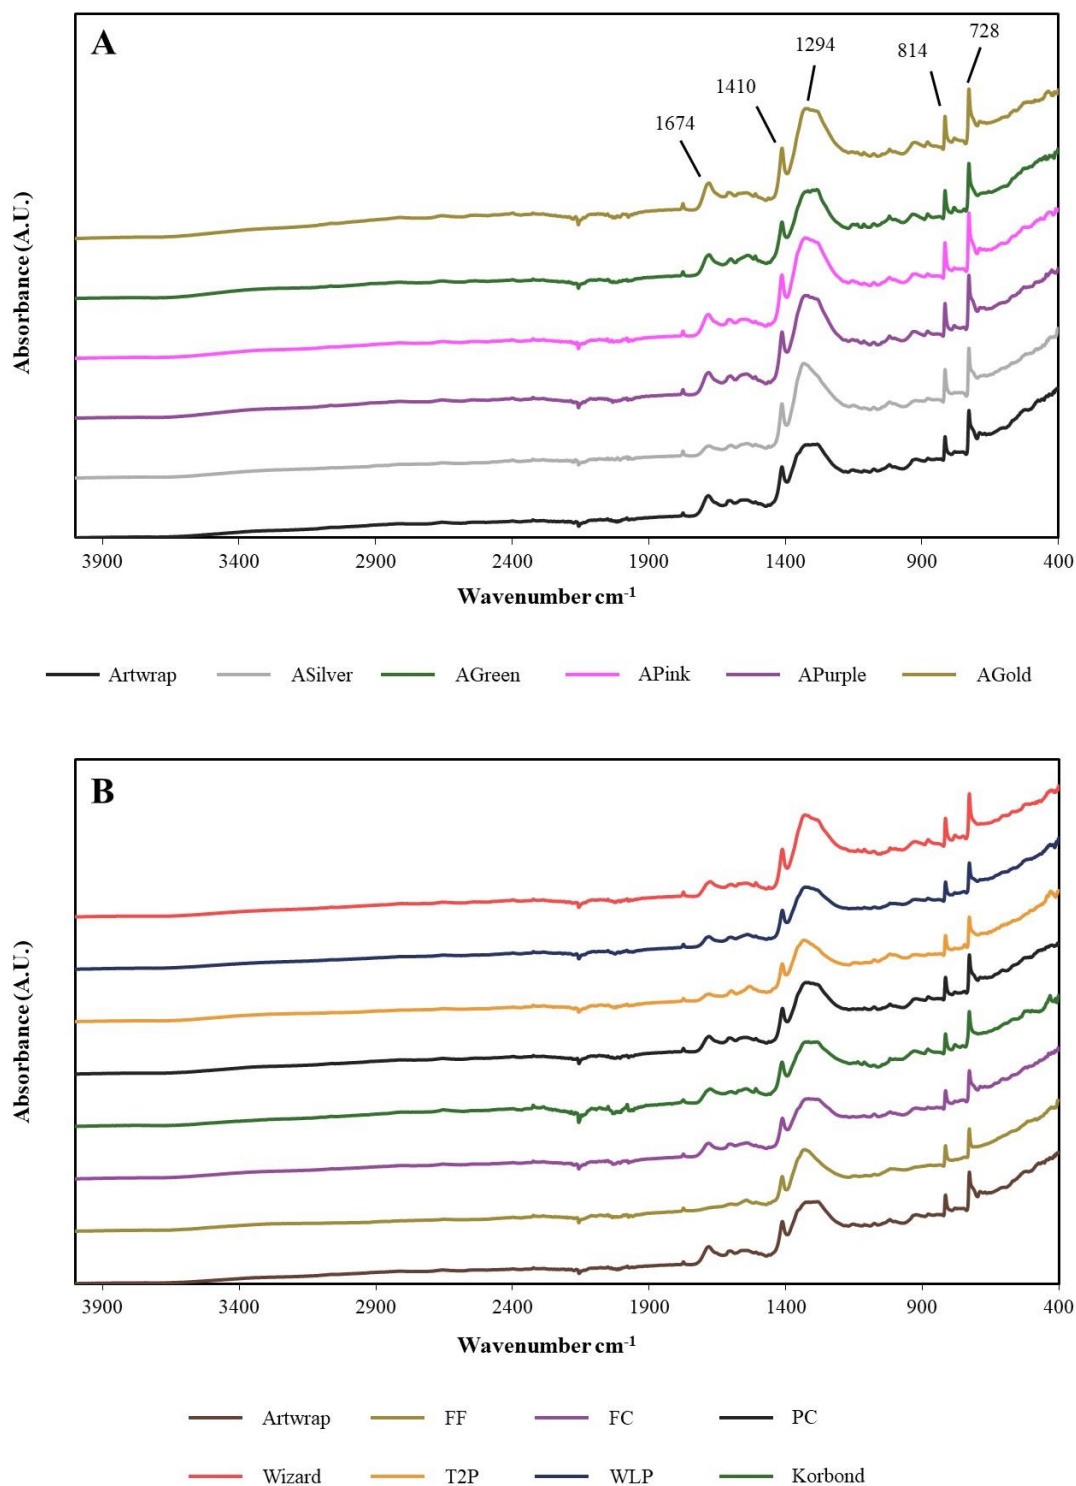 A
728
1294
814
1410
1674
Absorbance (A.U.)
3900 3400 2900 2400 1900 1400 900 400
Wavenumber cm-1
Artwrap ASilver AGreen APink APurple AGold
B
Absorbance (A.U.)
3900 3400 2900 2400 1900 1400 900 400
Wavenumber cm-1
Artwrap FF FC PC
Wizard T2P WLP Korbond